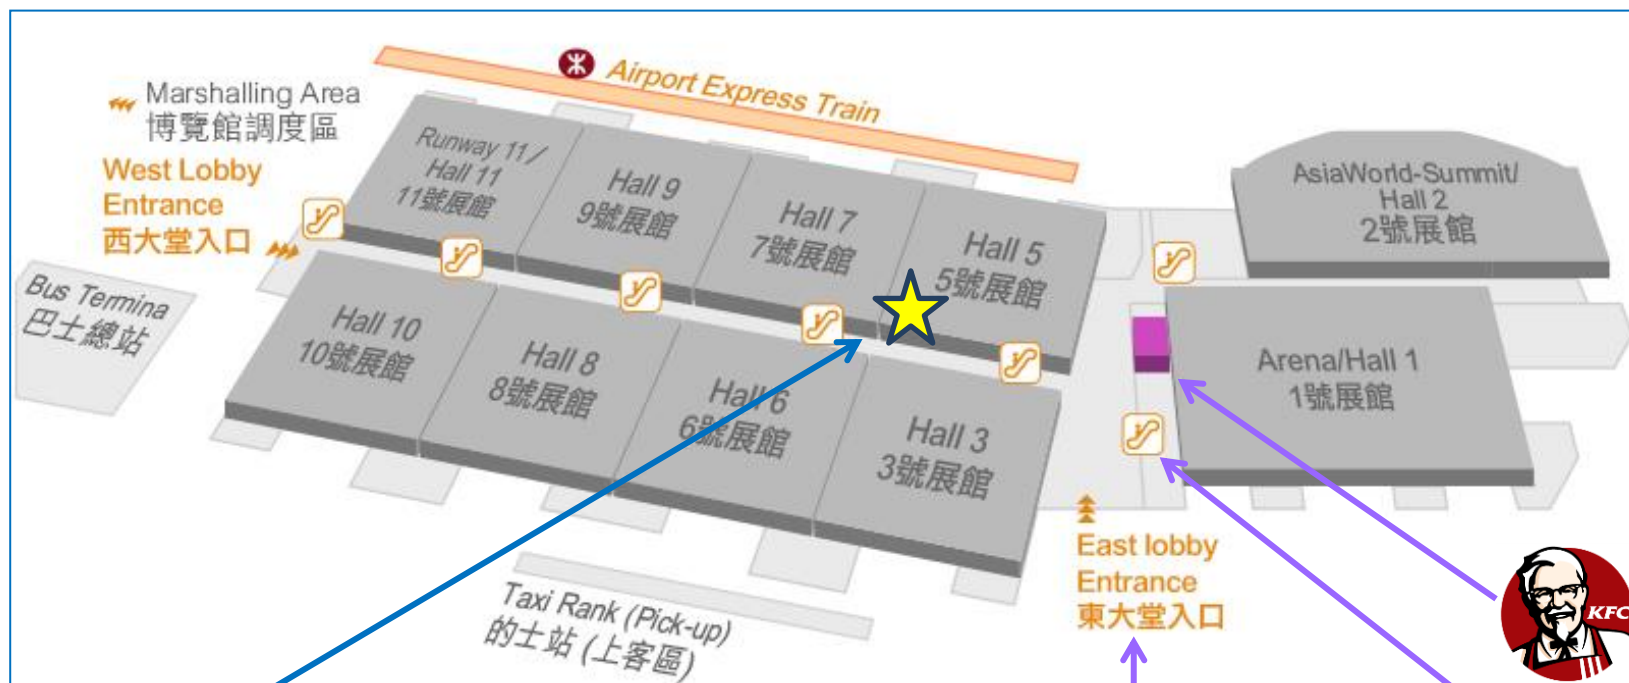 Airport Express Train
Marshalling Area
博覽館調度區
West Lobby
Entrance
西大堂入口
Runway 11/
Hall 11
11號展館
Hall 9
9號展館
Hall 7
7號展館
Hall 5
5號展館
AsiaWorld-Summit/
Hall 2
2號展館
Bus Termina
巴士總站
Hall 10
10號展館
Hall 8
8號展館
Hall 6
6號展館
Hall 3
3號展館
Arena/Hall 1
1號展館
East lobby
Entrance
東大堂入口
Taxi Rank (Pick-up)
的士站 (上客區)
KFC